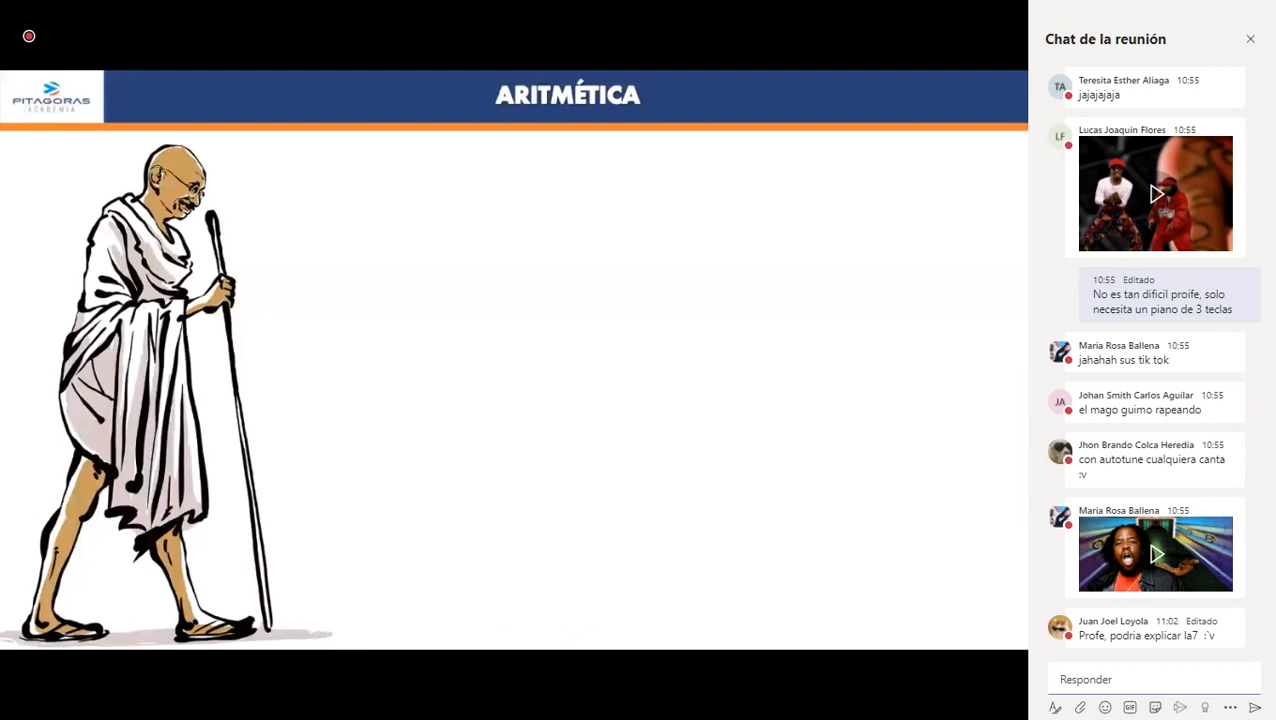 PITAGORAS
ACADEMIA
ARITMÉTICA
Chat de la reunión
TA
Teresita Esther Aliaga 10:55
jajajajaja
LF
Lucas Joaquin Flores 10:55
10:55 Editado
No es tan dificil proife, solo
necesita un piano de 3 teclas
Maria Rosa Ballena 10:55
jahahah sus tik tok
JA
Johan Smith Carlos Aguilar 10:55
el mago guimo rapeando
Jhon Brando Colca Heredia 10:55
con autotune cualquiera canta
:v
Maria Rosa Ballena 10:55
Juan Joel Loyola 11:02 Editado
Profe, podria explicar la7 :´v
Responder
GIF